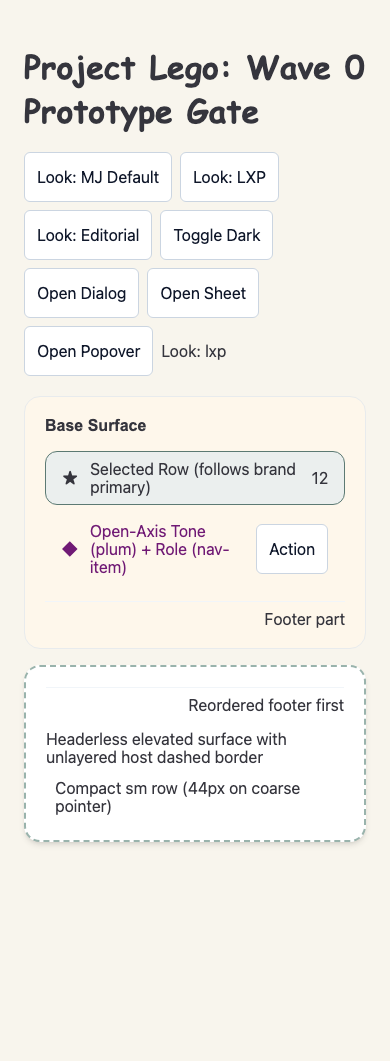 Project Lego: Wave 0
Prototype Gate
Look: MJ Default
Look: LXP
Look: Editorial
Toggle Dark
Open Dialog
Open Sheet
Open Popover
Look: lxp
Base Surface
Selected Row (follows brand
primary)
12
Open-Axis Tone
(plum) + Role (nav-
item)
Action
Footer part
Reordered footer first
Headerless elevated surface with
unlayered host dashed border
Compact sm row (44px on coarse
pointer)